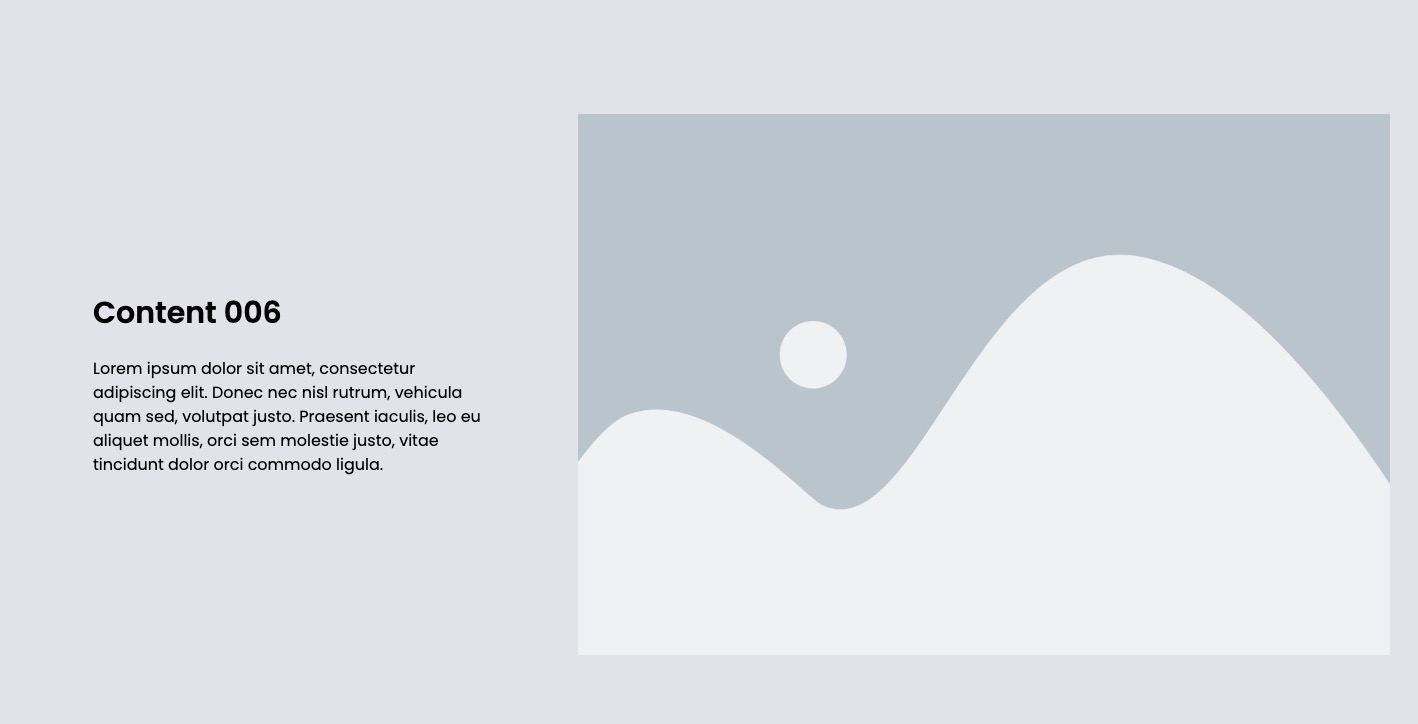 Content 006
Lorem ipsum dolor sit amet, consectetur
adipiscing elit. Donec nec nisl rutrum, vehicula
quam sed, volutpat justo. Praesent iaculis, leo eu
aliquet mollis, orci sem molestie justo, vitae
tincidunt dolor orci commodo ligula.